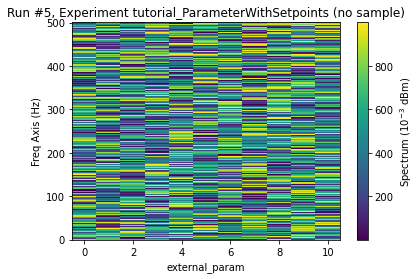 Run #5, Experiment tutorial_ParameterWithSetpoints (no sample)
500
400
300
200
100
0
Freq Axis (Hz)
0 2 4 6 8 10
external_param
800
600
400
200
Spectrum (10⁻³ dBm)